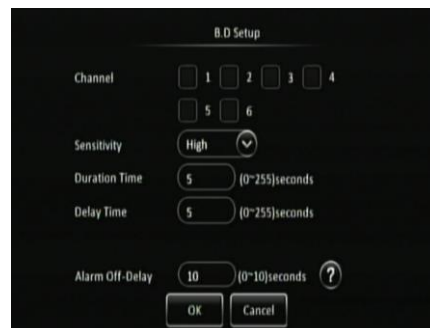 B.D Setup
Channel 1 2 3 4
5 6
Sensitivity High
Duration Time 5 (0~255)seconds
Delay Time 5 (0~255)seconds
Alarm Off-Delay 10 (0~10)seconds ?
OK Cancel